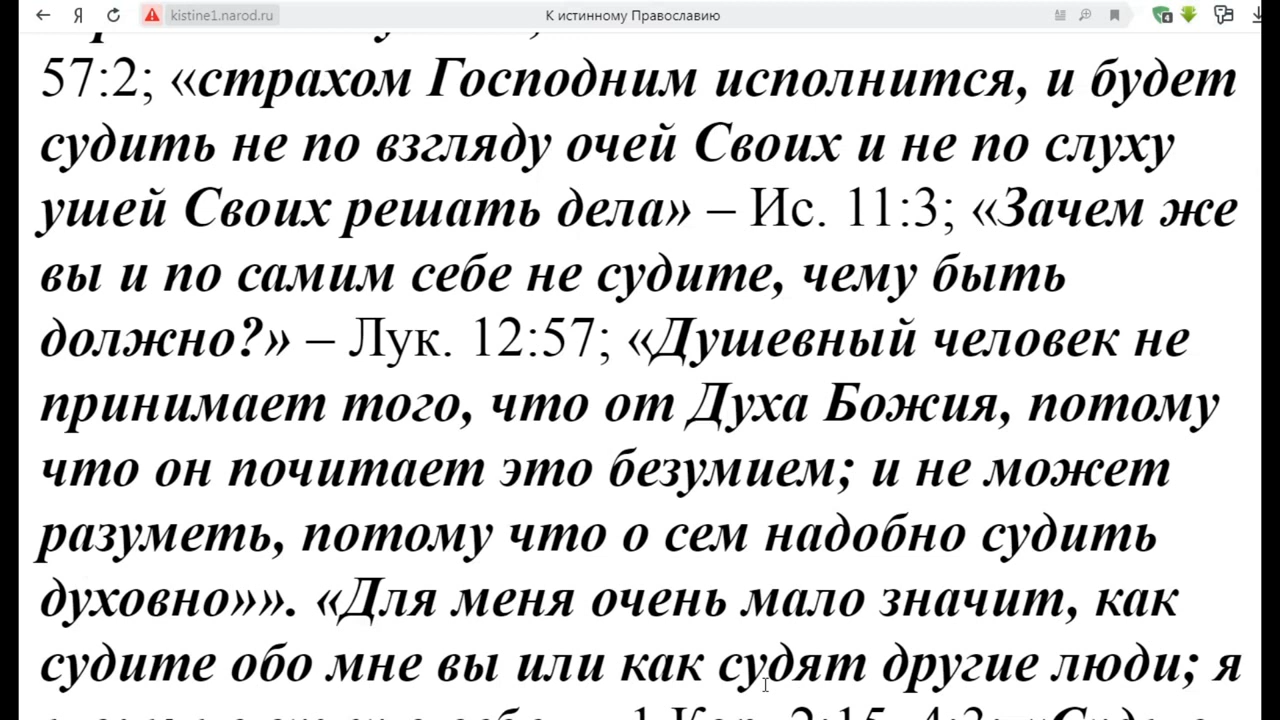 kistine1.narod.ru
К истинному Православию
4
57:2; «страхом Господним исполнится, и будет
судить не по взгляду очей Своих и не по слуху
ушей Своих решать дела» – Ис. 11:3; «Зачем же
вы и по самим себе не судите, чему быть
должно?» – Лук. 12:57; «Душевный человек не
принимает того, что от Духа Божия, потому
что он почитает это безумием; и не может
разуметь, потому что о сем надобно судить
духовно»». «Для меня очень мало значит, как
судите обо мне вы или как судят другие люди; я